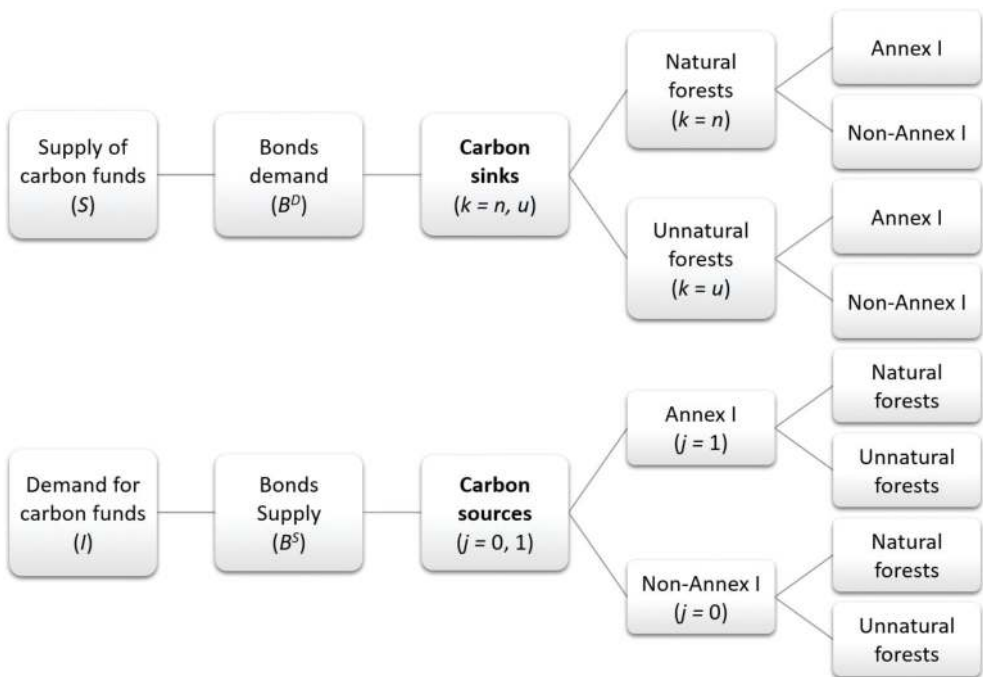 Supply of
carbon funds
(S)
Bonds
demand
(B^D)
Carbon
sinks
(k = n, u)
Natural
forests
(k = n)
Annex I
Non-Annex I
Unnatural
forests
(k = u)
Annex I
Non-Annex I
Demand for
carbon funds
(I)
Bonds
Supply
(B^S)
Carbon
sources
(j = 0, 1)
Annex I
(j = 1)
Natural
forests
Unnatural
forests
Non-Annex I
(j = 0)
Natural
forests
Unnatural
forests